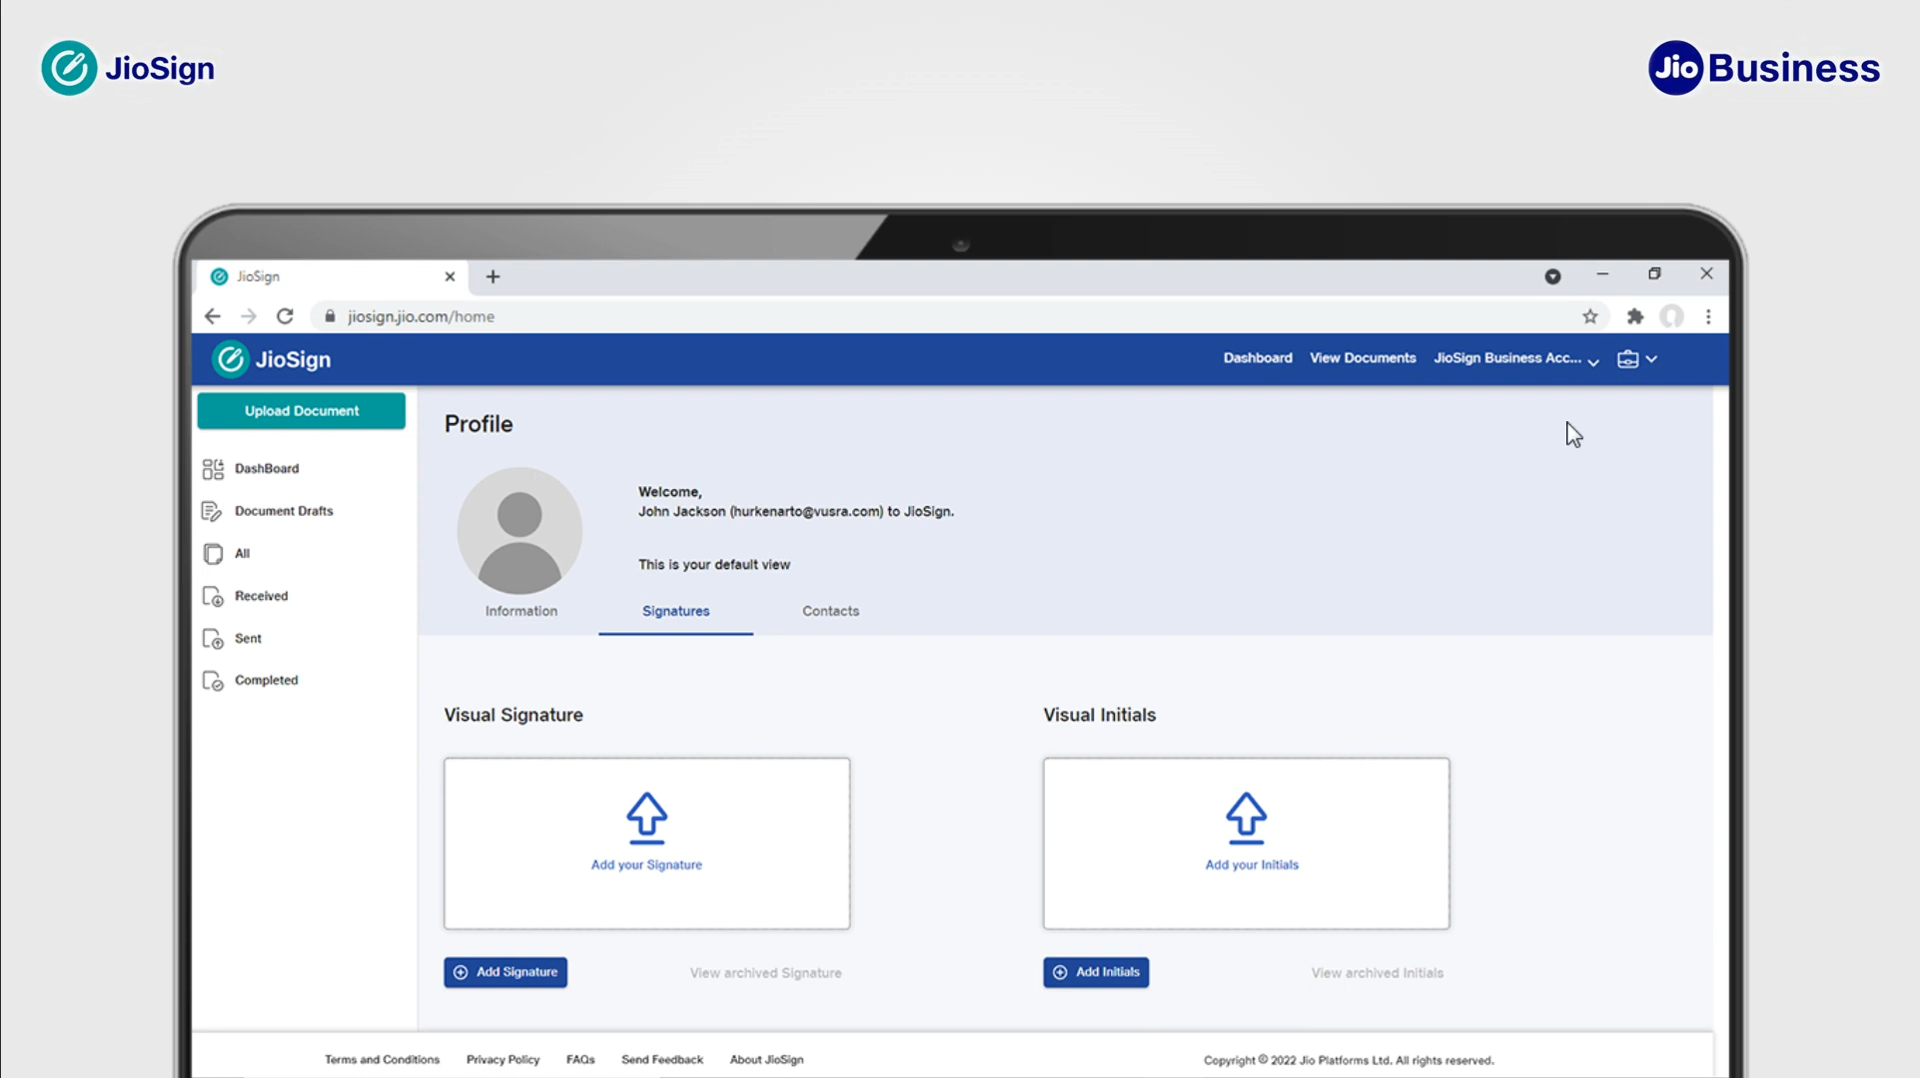 JioSign
Jio Business
JioSign
jiosign.jio.com/home
JioSign
Dashboard
View Documents
JioSign Business Acc...
Upload Document
DashBoard
Document Drafts
All
Received
Sent
Completed
Profile
Welcome,
John Jackson (hurkenarto@vusra.com) to JioSign.
This is your default view
Information
Signatures
Contacts
Visual Signature
Visual Initials
Add your Signature
Add your Initials
Add Signature
View archived Signature
Add Initials
View archived Initials
Terms and Conditions
Privacy Policy
FAQs
Send Feedback
About JioSign
Copyright © 2022 Jio Platforms Ltd. All rights reserved.